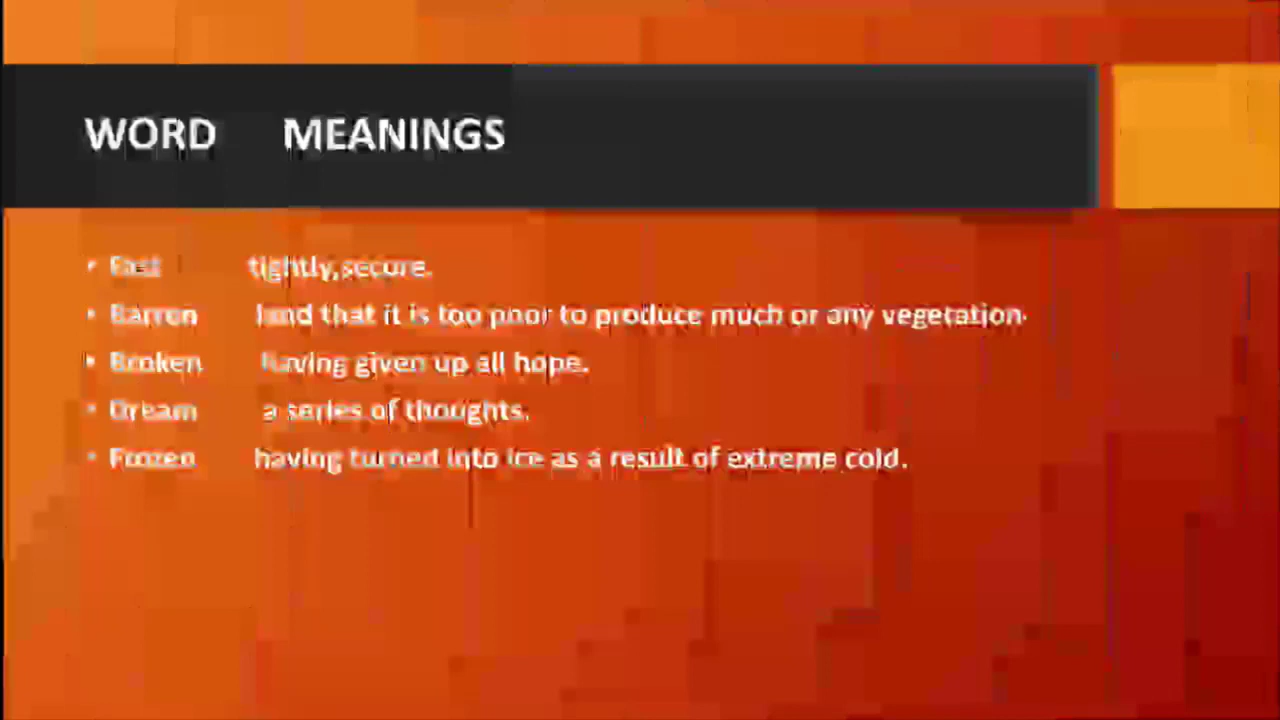 WORD MEANINGS
• Fast tightly,secure.
• Barren land that it is too poor to produce much or any vegetation.
• Broken having given up all hope.
• Dream a series of thoughts.
• Frozen having turned into ice as a result of extreme cold.